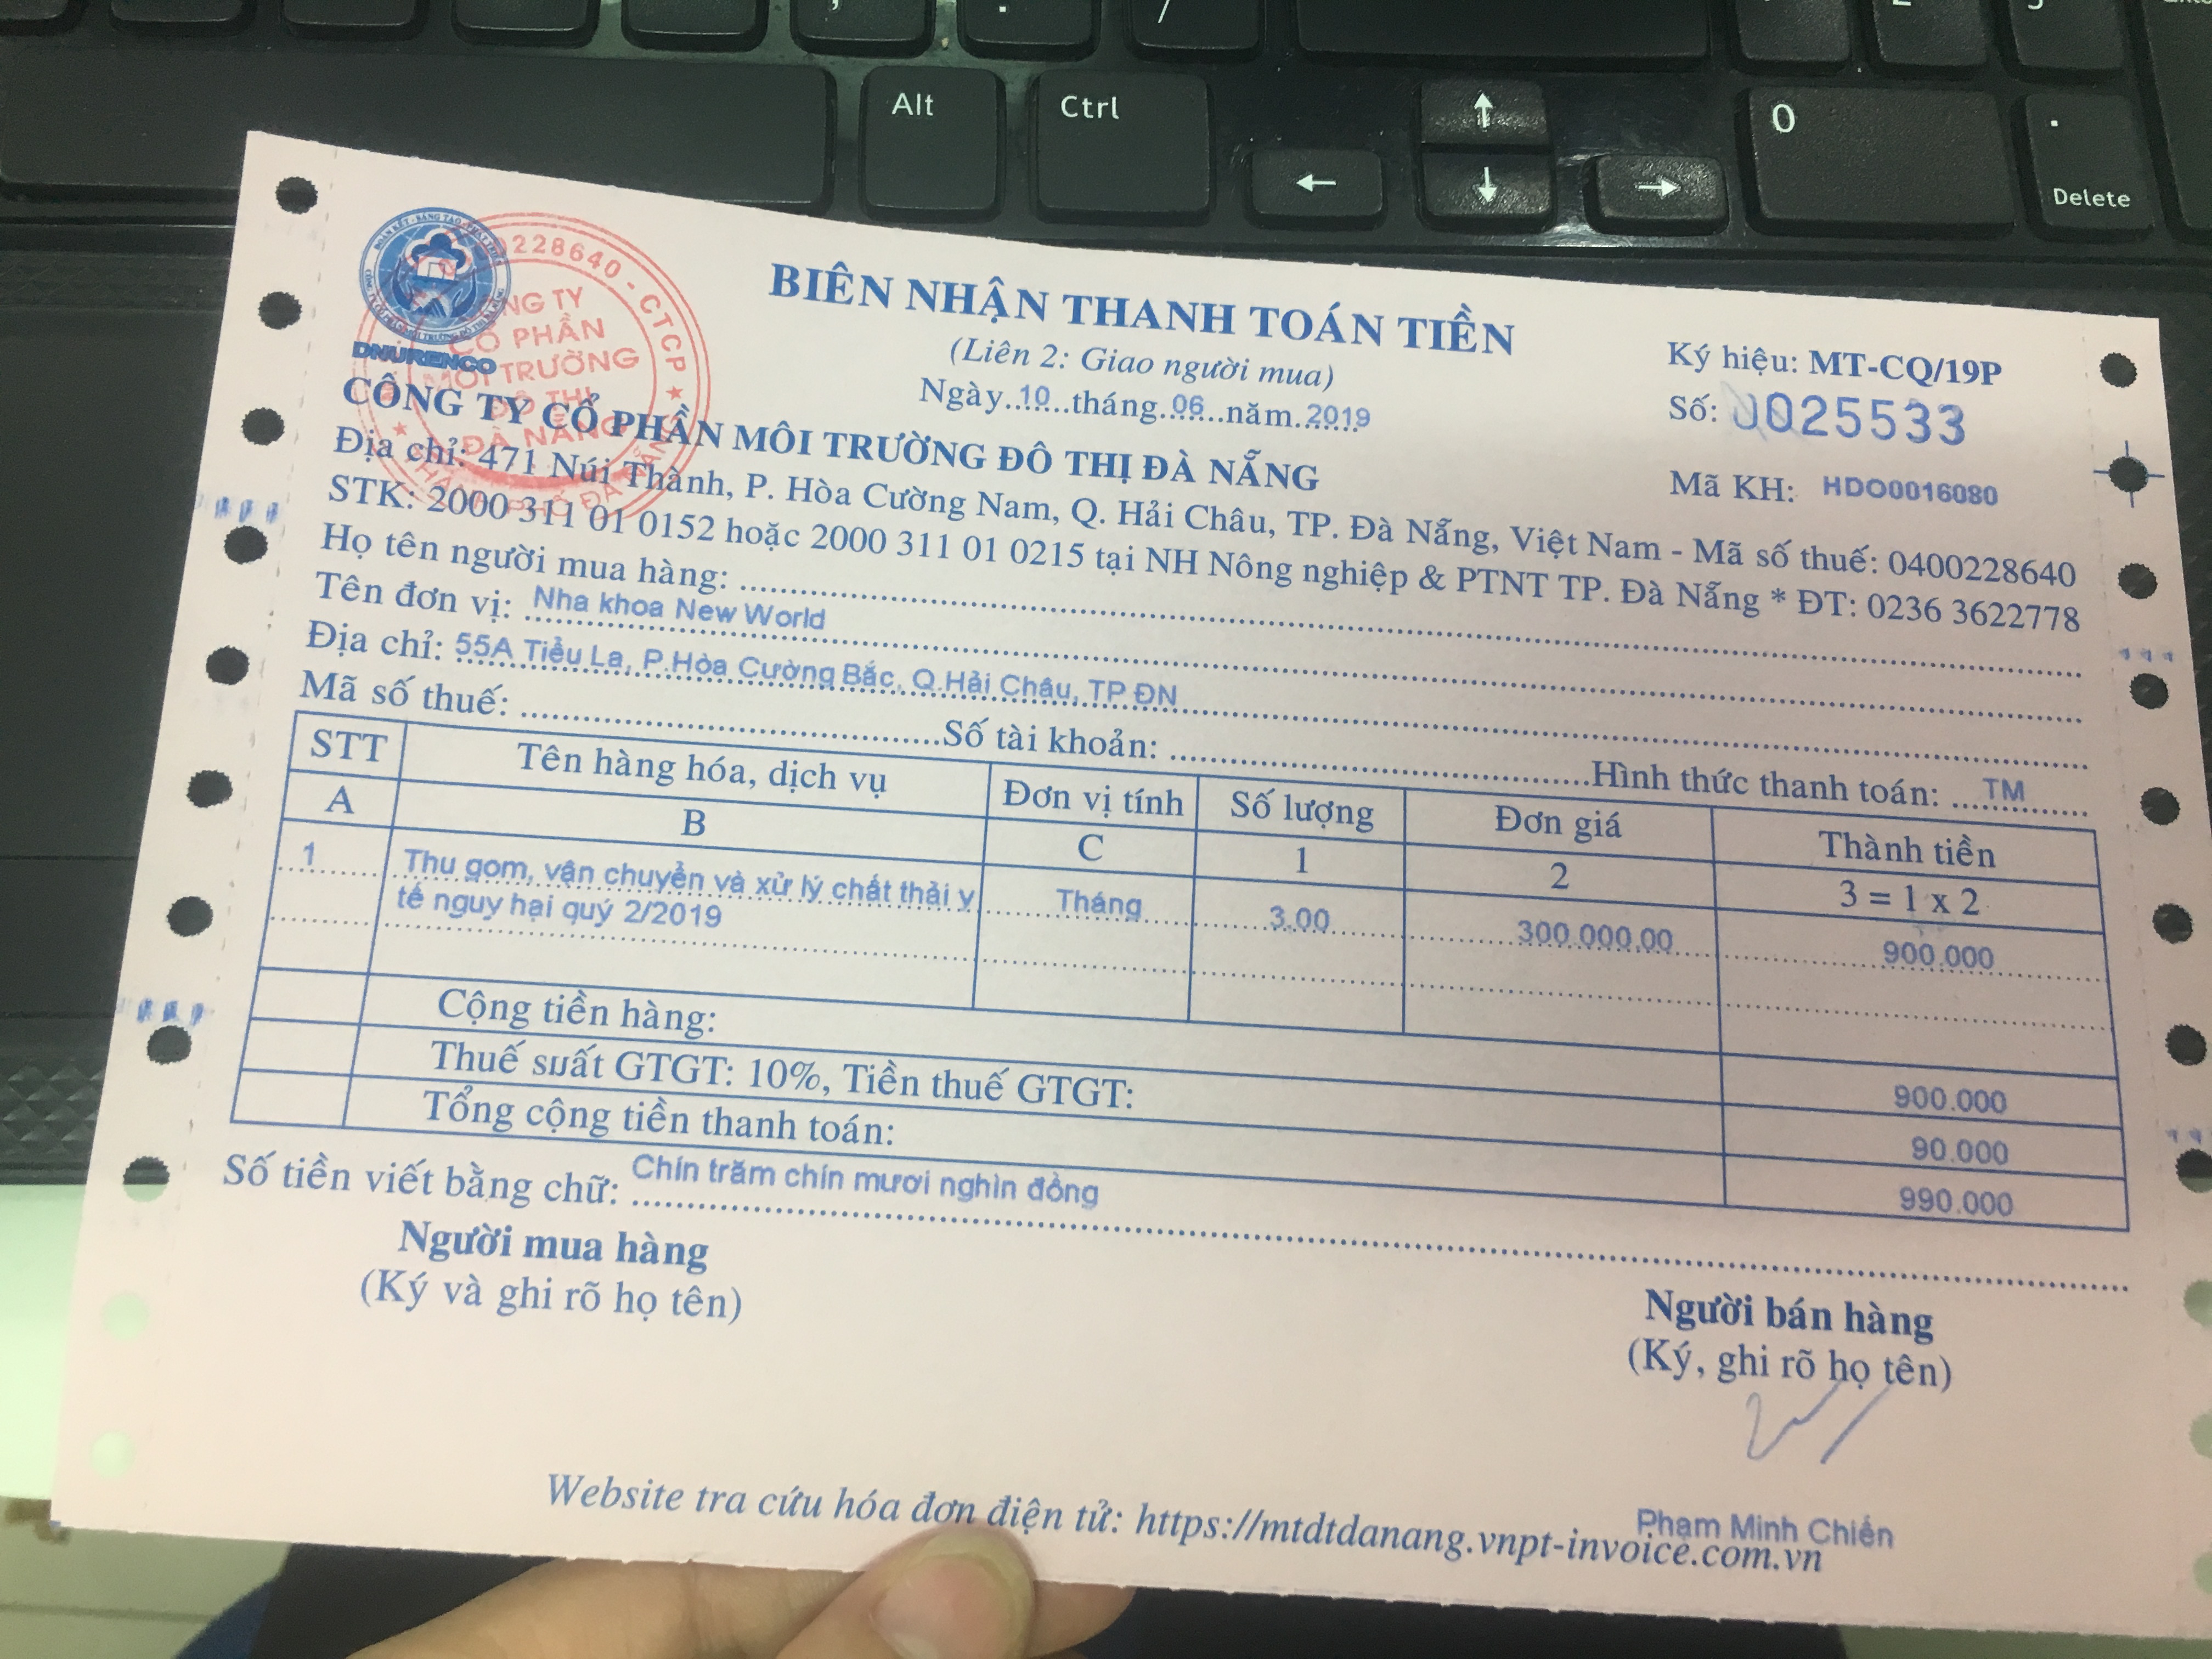 BIÊN NHẬN THANH TOÁN TIỀN
(Liên 2: Giao người mua)
Ngày..10...tháng..06...năm..2019
Ký hiệu: MT-CQ/19P
Số: 0025533
Mã KH: HDO00016080
DNURENCO
CÔNG TY CỔ PHẦN MÔI TRƯỜNG ĐÔ THỊ ĐÀ NẴNG
Địa chỉ: 471 Núi Thành, P. Hòa Cường Nam, Q. Hải Châu, TP. Đà Nẵng, Việt Nam - Mã số thuế: 0400228640
STK: 2000 311 01 0152 hoặc 2000 311 01 0215 tại NH Nông nghiệp & PTNT TP. Đà Nẵng * ĐT: 0236 3622778
CÔNG TY
CỔ PHẦN
MÔI TRƯỜNG
ĐÔ THỊ
ĐÀ NẴNG
Họ tên người mua hàng:
Tên đơn vị: Nha khoa New World
Địa chỉ: 55A Tiểu La, P.Hòa Cường Bắc, Q.Hải Châu, TP ĐN
Mã số thuế: Số tài khoản: Hình thức thanh toán: TM
STT Tên hàng hóa, dịch vụ Đơn vị tính Số lượng Đơn giá Thành tiền
A B C 1 2 3 = 1 x 2
1 Thu gom, vận chuyển và xử lý chất thải y Tháng 3.00 300.000.00 900.000
tế nguy hại quý 2/2019
Cộng tiền hàng: 900.000
Thuế suất GTGT: 10%, Tiền thuế GTGT: 90.000
Tổng cộng tiền thanh toán: 990.000
Số tiền viết bằng chữ: Chín trăm chín mươi nghìn đồng
Người mua hàng Người bán hàng
(Ký và ghi rõ họ tên) (Ký, ghi rõ họ tên)
Phạm Minh Chiến
Website tra cứu hóa đơn điện tử: https://mtdtdanang.vnpt-invoice.com.vn
Alt
Ctrl
0
Delete